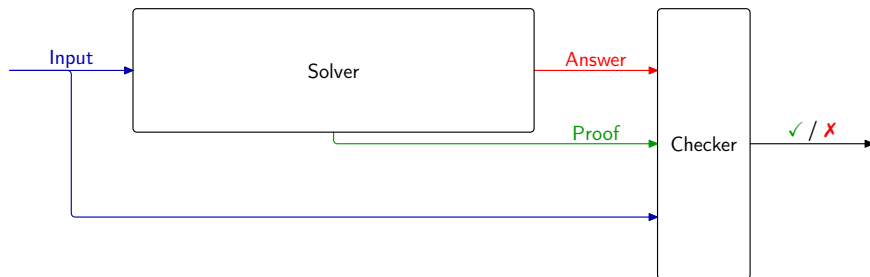 Input
Solver
Answer
Proof
Checker
✓ / ✗